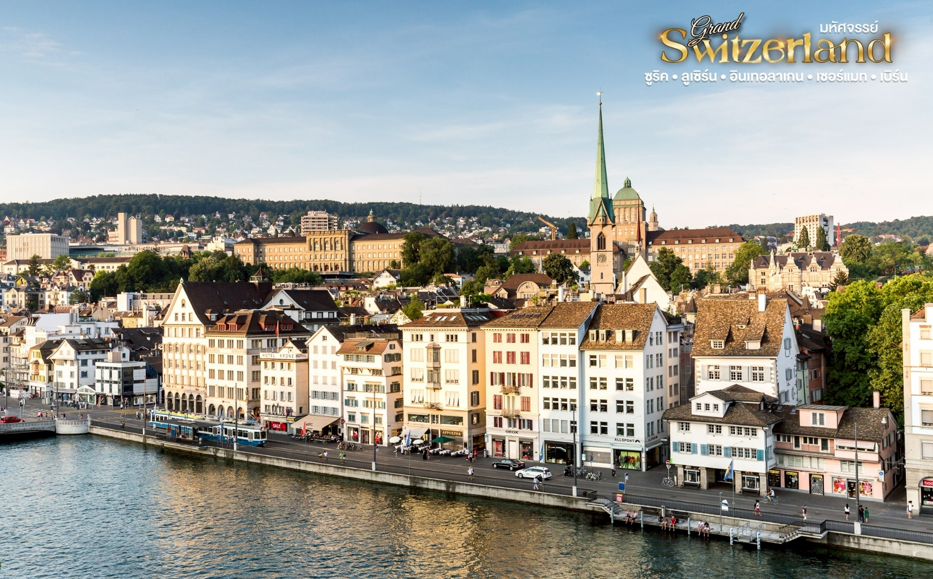 Grand
มหัศจรรย์
Switzerland
ซูริค • ลูเซิร์น • อินเทอลาเกน • เซอร์แมท • เบิร์น